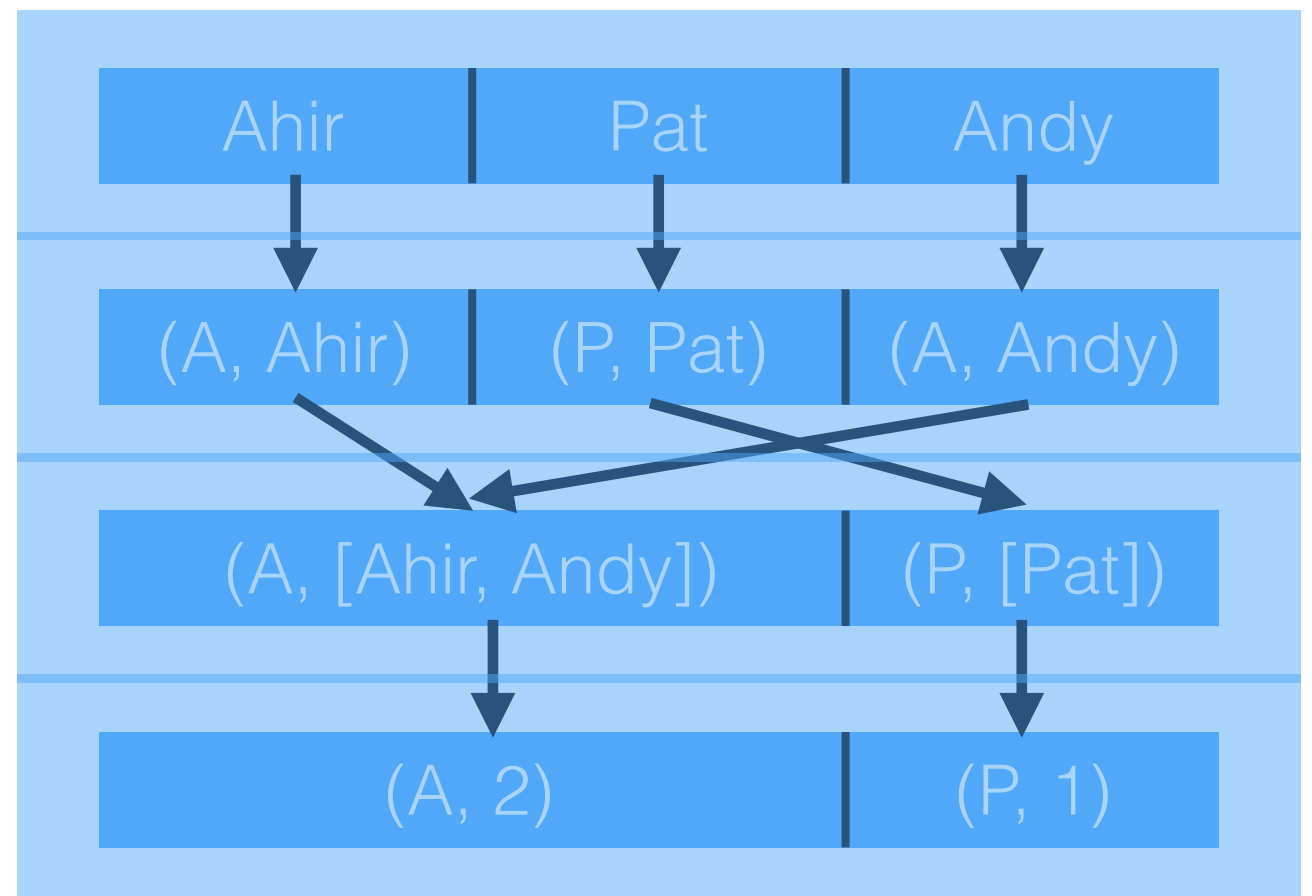 Ahir Pat Andy
(A, Ahir) (P, Pat) (A, Andy)
(A, [Ahir, Andy]) (P, [Pat])
(A, 2) (P, 1)